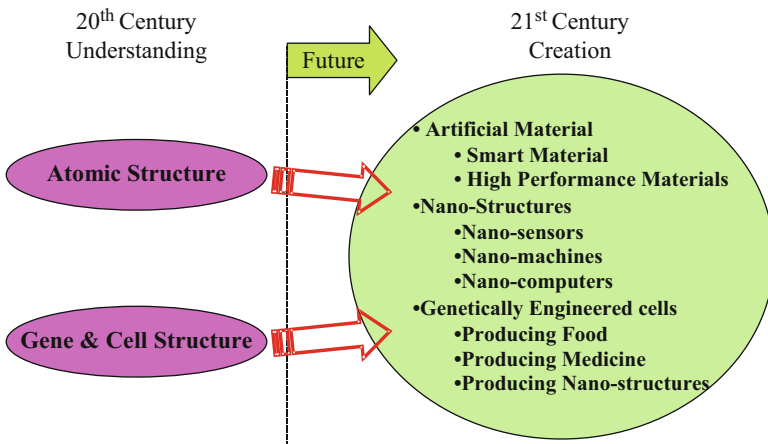 20th Century
Understanding
Future
21st Century
Creation
Atomic Structure
Gene & Cell Structure
• Artificial Material
• Smart Material
• High Performance Materials
•Nano-Structures
•Nano-sensors
•Nano-machines
•Nano-computers
•Genetically Engineered cells
•Producing Food
•Producing Medicine
•Producing Nano-structures